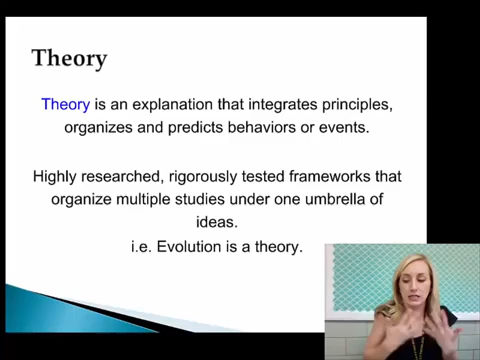 Theory
Theory is an explanation that integrates principles,
organizes and predicts behaviors or events.
Highly researched, rigorously tested frameworks that
organize multiple studies under one umbrella of
ideas.
i.e. Evolution is a theory.